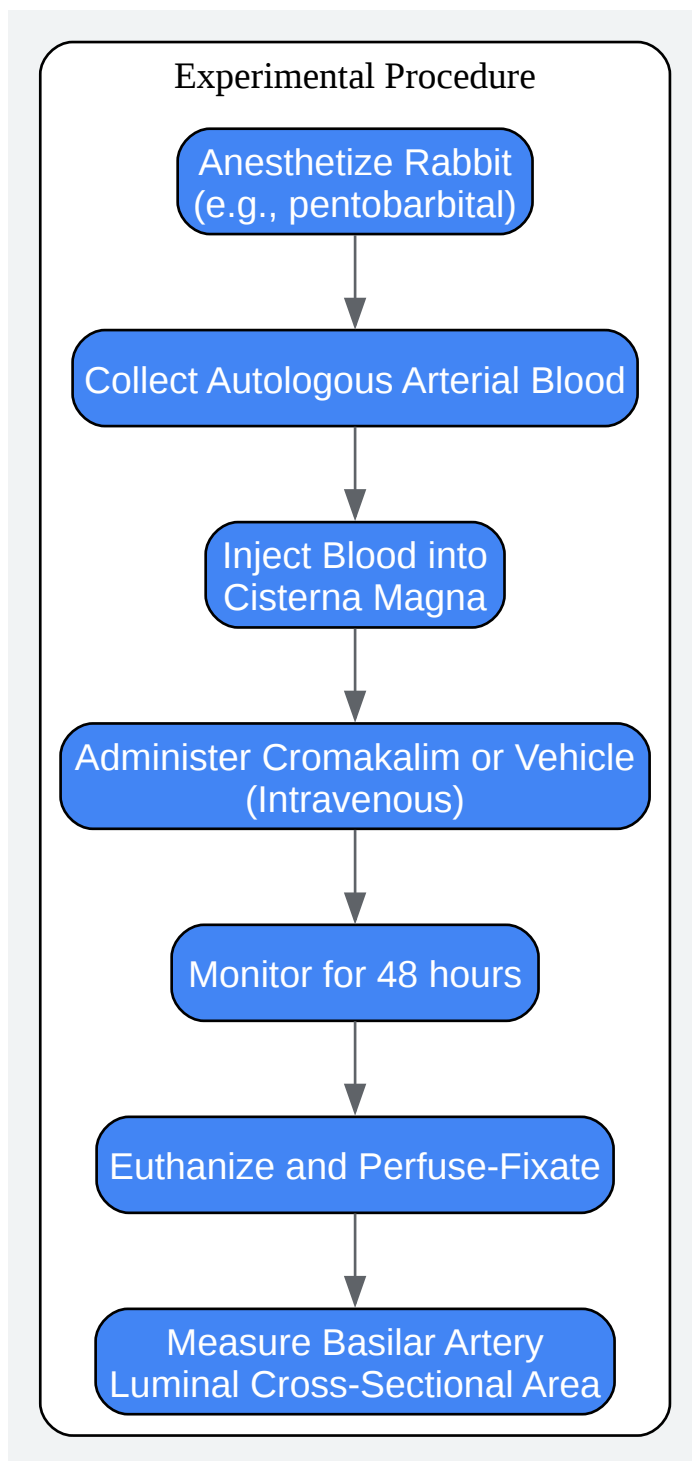 Experimental Procedure
Anesthetize Rabbit
(e.g., pentobarbital)
Collect Autologous Arterial Blood
Inject Blood into
Cisterna Magna
Administer Cromakalim or Vehicle
(Intravenous)
Monitor for 48 hours
Euthanize and Perfuse-Fixate
Measure Basilar Artery
Luminal Cross-Sectional Area